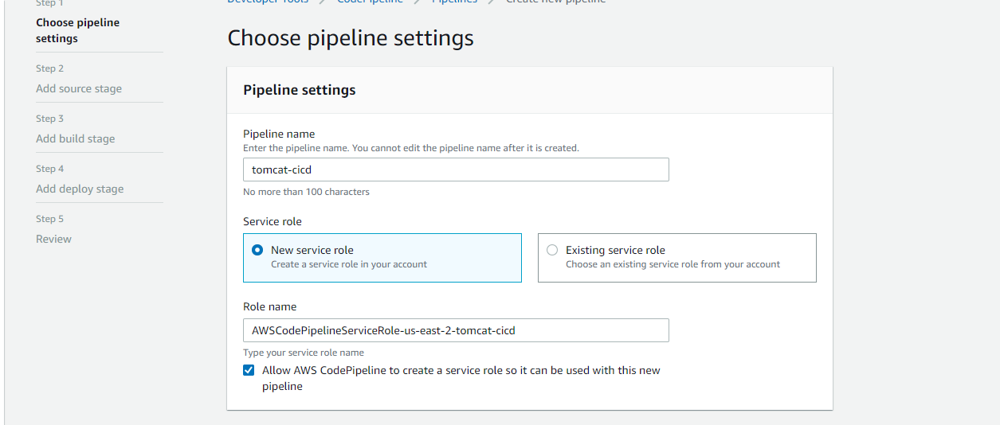 Step 1
Developer Tools
CodePipeline
Pipelines
Create new pipeline
Choose pipeline
settings
Step 2
Add source stage
Step 3
Add build stage
Step 4
Add deploy stage
Step 5
Review
Choose pipeline settings
Pipeline settings
Pipeline name
Enter the pipeline name. You cannot edit the pipeline name after it is created.
tomcat-cicd
No more than 100 characters
Service role
New service role
Create a service role in your account
Existing service role
Choose an existing service role from your account
Role name
AWSCodePipelineServiceRole-us-east-2-tomcat-cicd
Type your service role name
Allow AWS CodePipeline to create a service role so it can be used with this new
pipeline